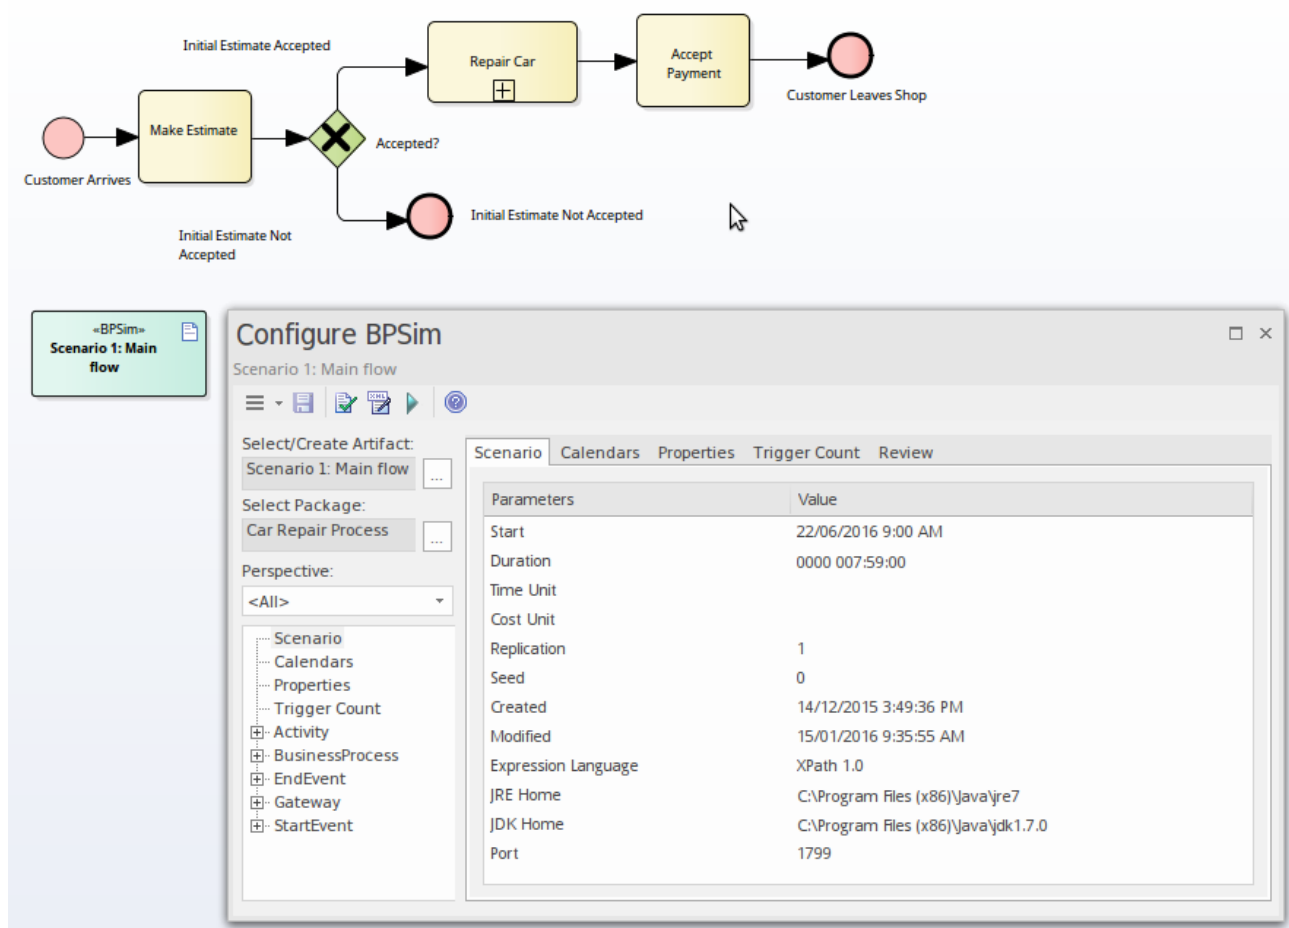 Initial Estimate Accepted
Repair Car
Accept
Payment
Customer Leaves Shop
Make Estimate
Accepted?
Customer Arrives
Initial Estimate Not Accepted
Initial Estimate Not
Accepted
«BPSim»
Scenario 1: Main
flow
Configure BPSim
Scenario 1: Main flow
XML
Select/Create Artifact:
Scenario 1: Main flow
...
Select Package:
Car Repair Process
...
Perspective:
<All>
Scenario
Calendars
Properties
Trigger Count
Activity
BusinessProcess
EndEvent
Gateway
StartEvent
Scenario Calendars Properties Trigger Count Review
Parameters Value
Start 22/06/2016 9:00 AM
Duration 0000 007:59:00
Time Unit
Cost Unit
Replication 1
Seed 0
Created 14/12/2015 3:49:36 PM
Modified 15/01/2016 9:35:55 AM
Expression Language XPath 1.0
JRE Home C:\Program Files (x86)\Java\jre7
JDK Home C:\Program Files (x86)\Java\jdk1.7.0
Port 1799